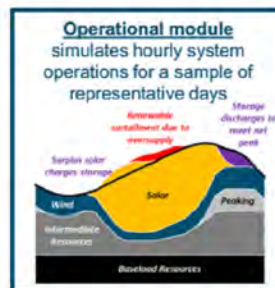 Operational module
simulates hourly system
operations for a sample of
representative days
Renewable
curtailment due to
oversupply
Storage
discharges to
meet net
peak
Surplus solar
charges storage
Solar
Wind
Peaking
Intermediate
Resources
Baseload Resources